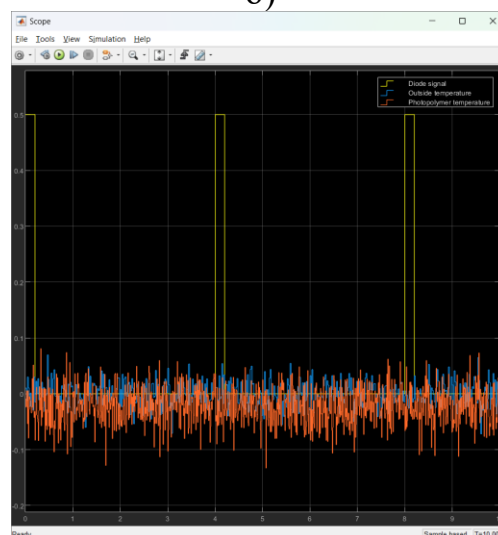 Scope
File Tools View Simulation Help
Diode signal
Outside temperature
Photopolymer temperature
0.5
0.4
0.3
0.2
0.1
0
-0.1
-0.2
0 1 2 3 4 5 6 7 8 9
Ready Sample based T=10.00